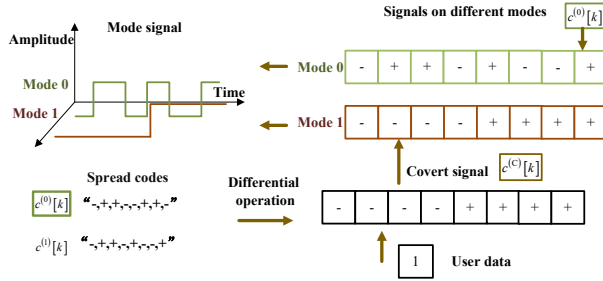 Signals on different modes
c^(0)[k]
Mode signal
Amplitude
Mode 0
Time
Mode 1
Mode 0
- + + - + - - +
Mode 1
- - - - + + + +
Covert signal
c^(C)[k]
Spread codes
c^(0)[k] “-,+,+,-,-,+,+,-”
c^(1)[k] “-,+,+,-,+,-,-,+”
Differential
operation
- - - - + + + +
1
User data